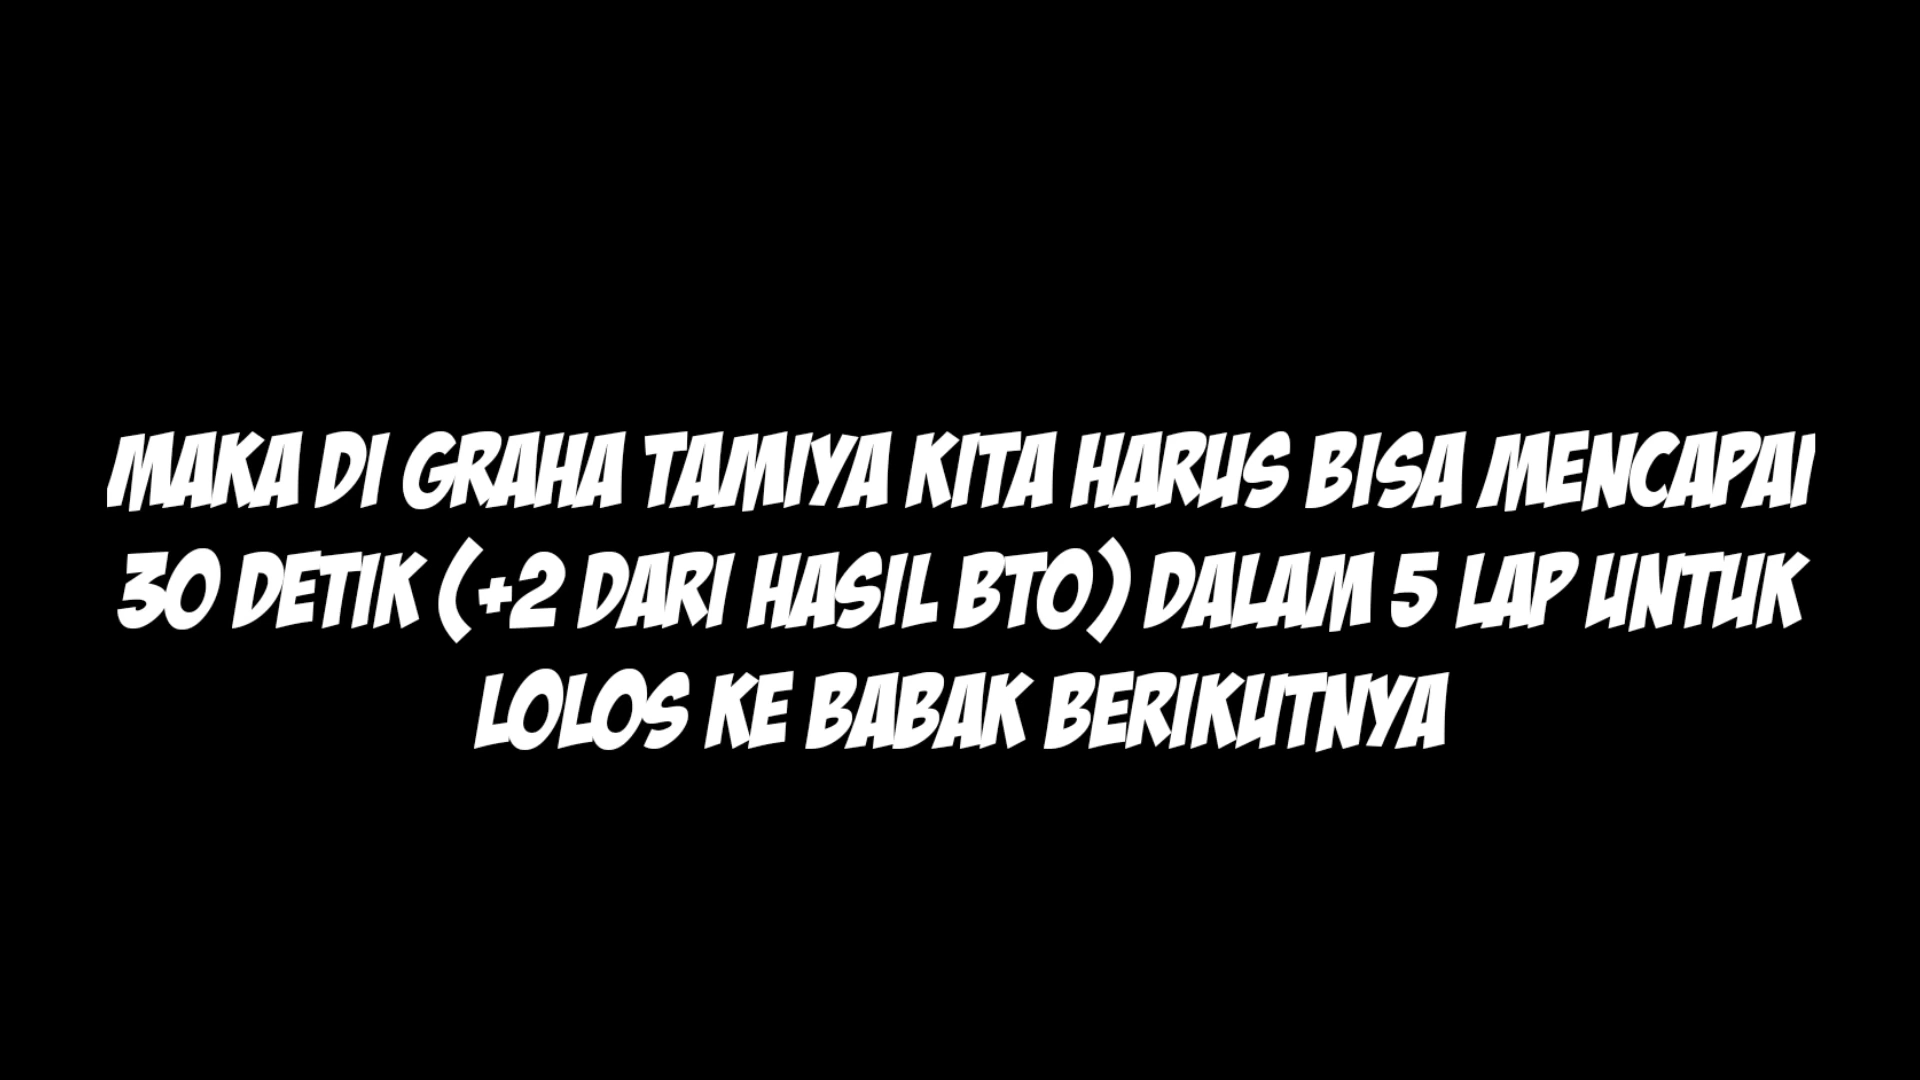 MAKA DI GRAHA TAMIYA KITA HARUS BISA MENCAPAI
30 DETIK (+2 DARI HASIL BTO) DALAM 5 LAP UNTUK
LOLOS KE BABAK BERIKUTNYA